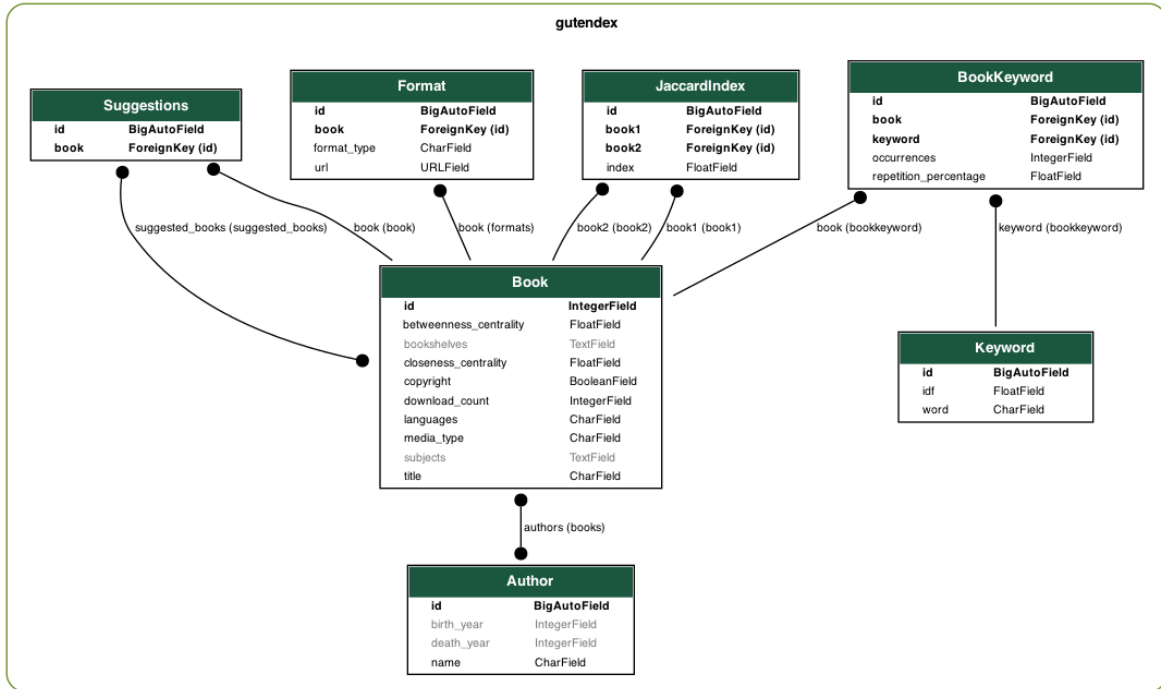 gutendex
Suggestions
id BigAutoField
book ForeignKey (id)
Format
id BigAutoField
book ForeignKey (id)
format_type CharField
url URLField
JaccardIndex
id BigAutoField
book1 ForeignKey (id)
book2 ForeignKey (id)
index FloatField
BookKeyword
id BigAutoField
book ForeignKey (id)
keyword ForeignKey (id)
occurrences IntegerField
repetition_percentage FloatField
suggested_books (suggested_books)
book (book)
book (formats)
book2 (book2)
book1 (book1)
book (bookkeyword)
keyword (bookkeyword)
Book
id IntegerField
betweenness_centrality FloatField
bookshelves TextField
closeness_centrality FloatField
copyright BooleanField
download_count IntegerField
languages CharField
media_type CharField
subjects TextField
title CharField
Keyword
id BigAutoField
idf FloatField
word CharField
authors (books)
Author
id BigAutoField
birth_year IntegerField
death_year IntegerField
name CharField